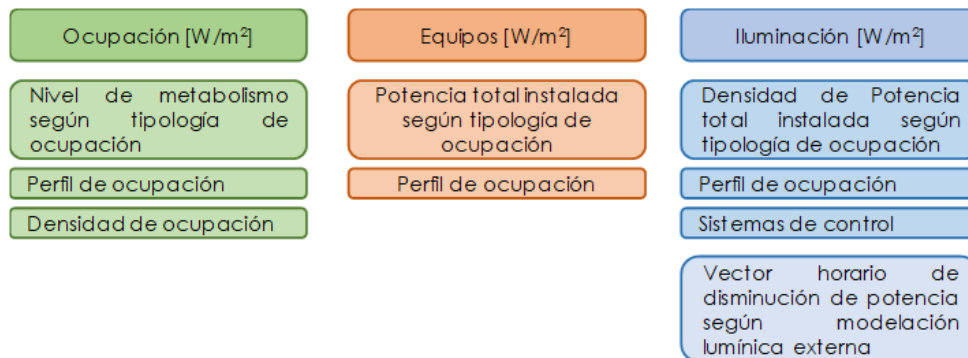 Ocupación [W/m²]
Nivel de metabolismo
según tipología de
ocupación
Perfil de ocupación
Densidad de ocupación
Equipos [W/m²]
Potencia total instalada
según tipología de
ocupación
Perfil de ocupación
Iluminación [W/m²]
Densidad de Potencia
total instalada según
tipología de ocupación
Perfil de ocupación
Sistemas de control
Vector horario de
disminución de potencia
según modelación
lumínica externa